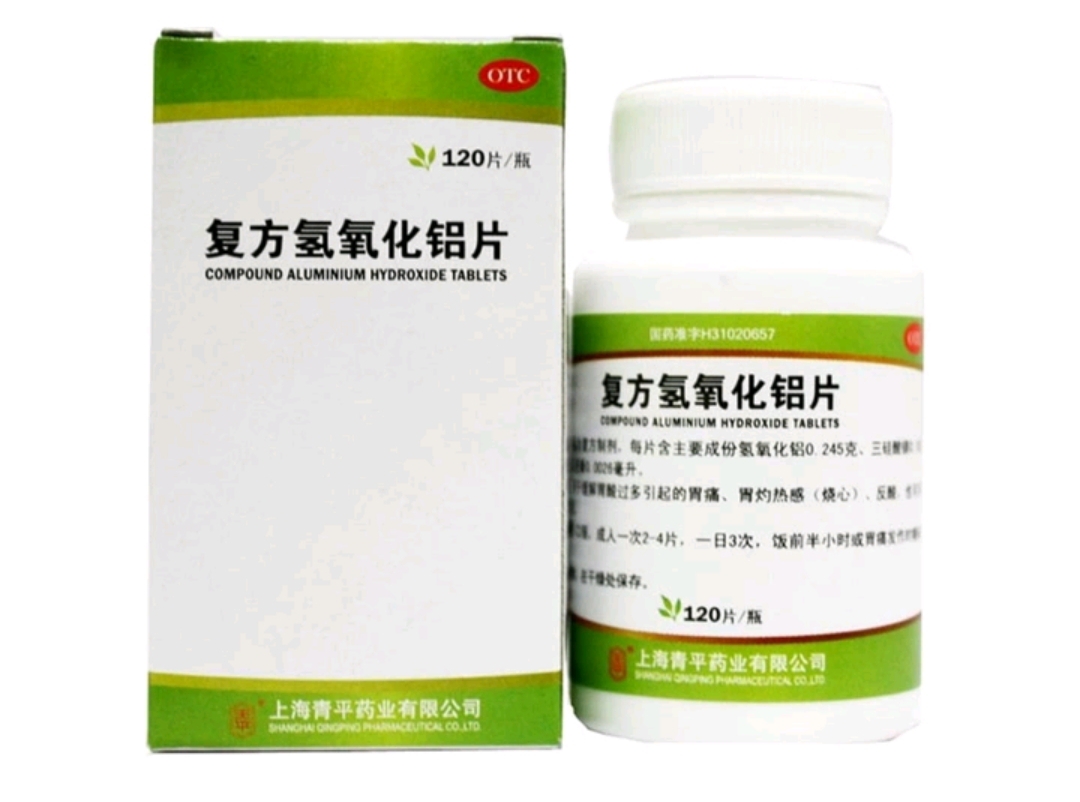 OTC
120片/瓶
复方氢氧化铝片
COMPOUND ALUMINIUM HYDROXIDE TABLETS
上海青平药业有限公司
SHANGHAI QINGPING PHARMACEUTICAL CO.,LTD.
国药准字H31020657
复方氢氧化铝片
COMPOUND ALUMINIUM HYDROXIDE TABLETS
复方制剂，每片含主要成份氢氧化铝0.245克、三硅酸镁
0.0026毫升。
缓解胃酸过多引起的胃痛、胃灼热感（烧心）、反酸，
成人一次2-4片，一日3次，饭前半小时或胃痛发作时
在干燥处保存。
120片/瓶
上海青平药业有限公司
SHANGHAI QINGPING PHARMACEUTICAL CO.,LTD.